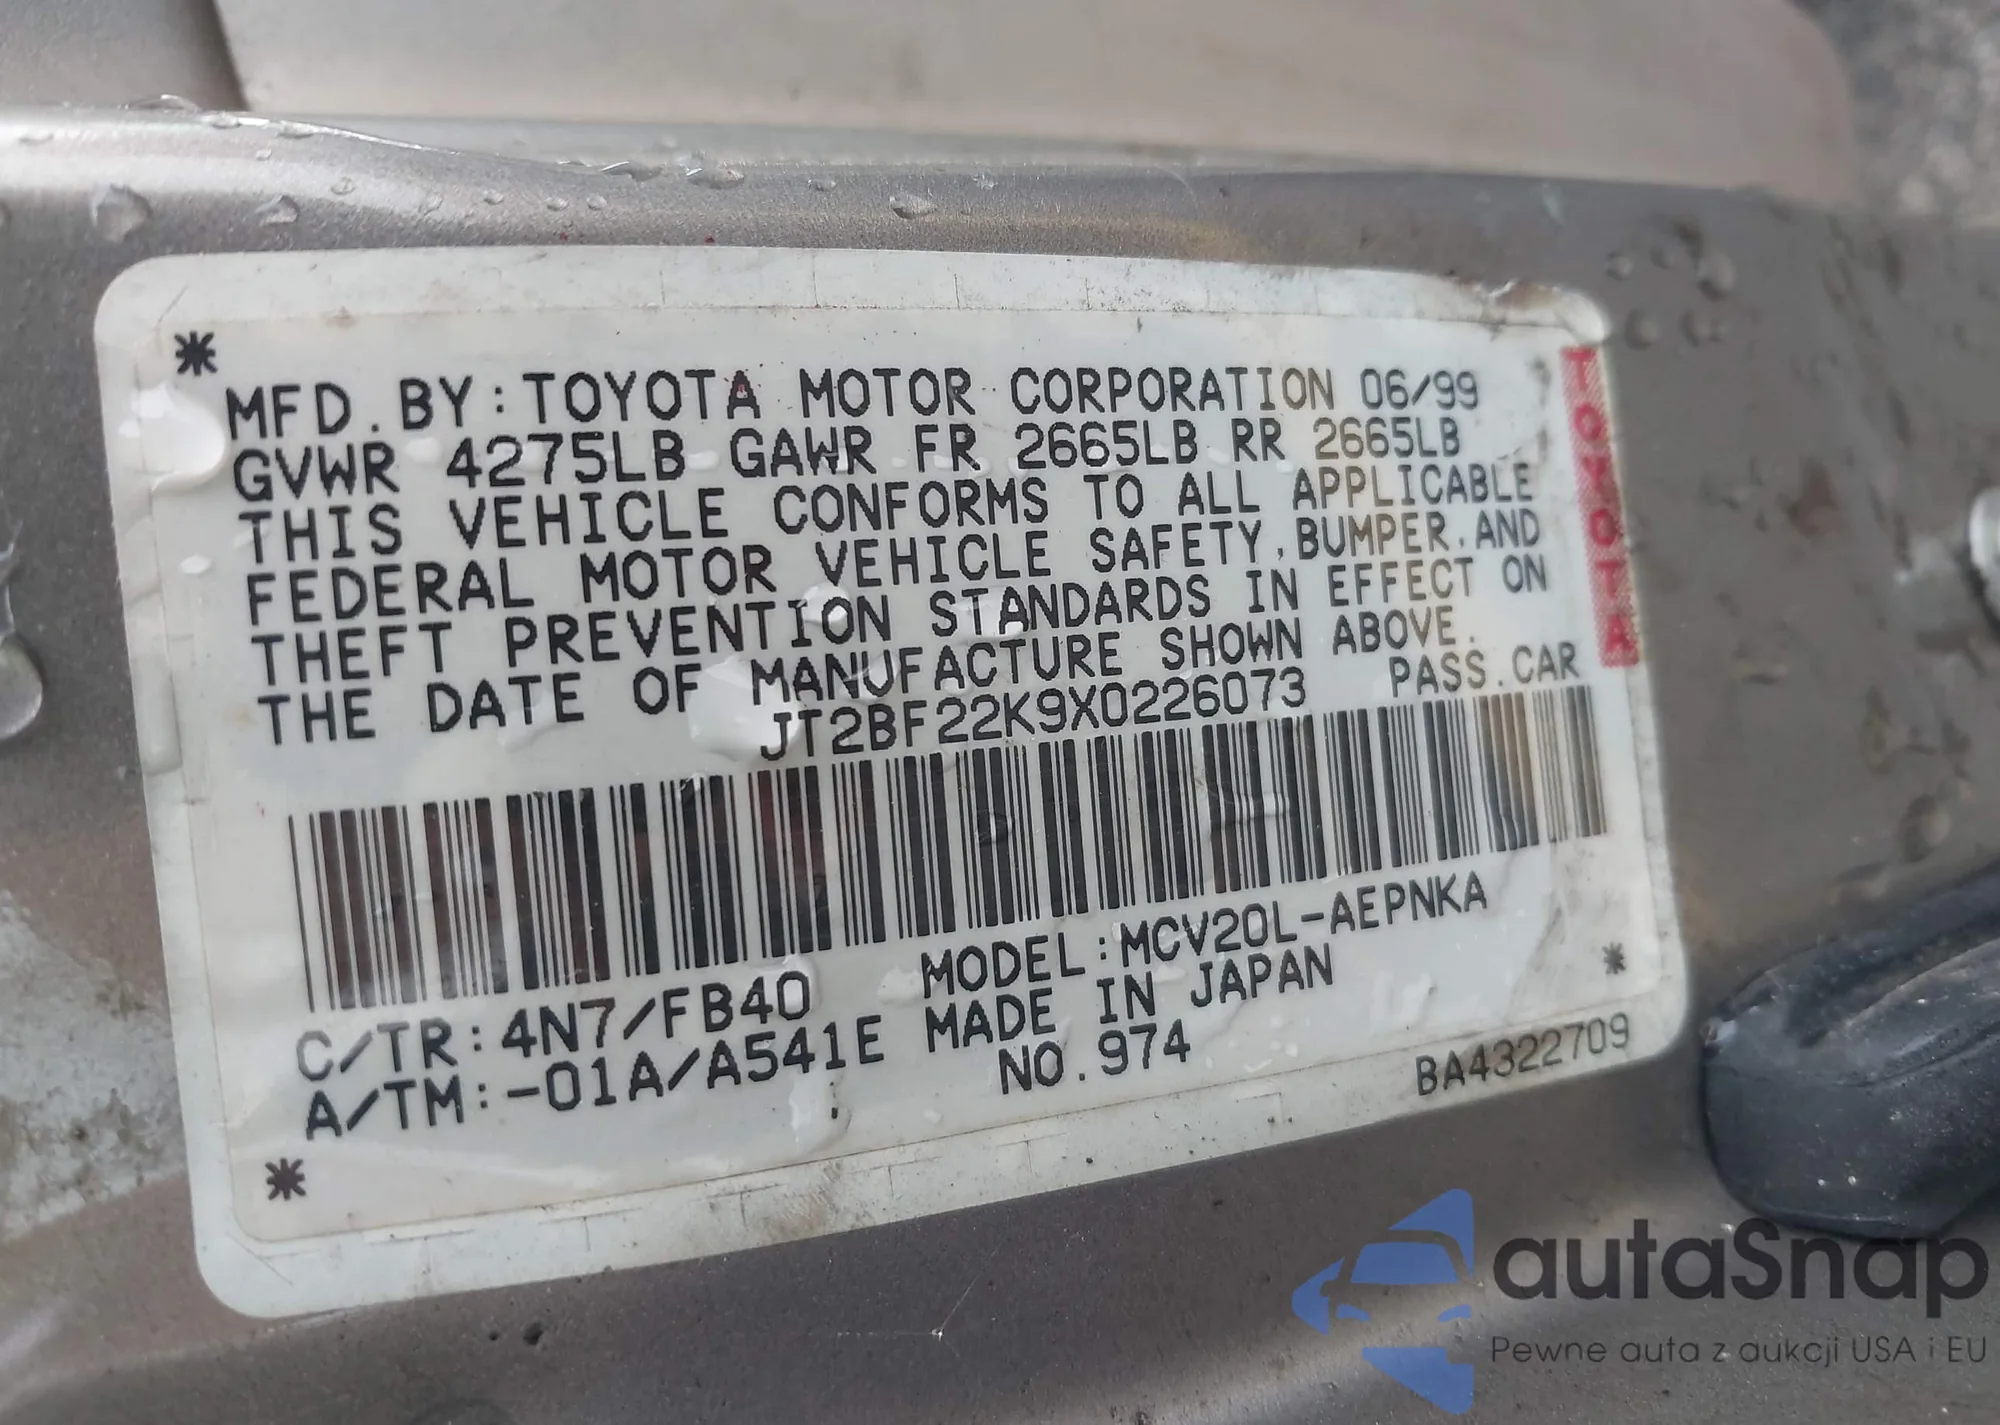 *
MFD.BY:TOYOTA MOTOR CORPORATION 06/99
GVWR 4275LB GAWR FR 2665LB RR 2665LB
THIS VEHICLE CONFORMS TO ALL APPLICABLE
FEDERAL MOTOR VEHICLE SAFETY,BUMPER,AND
THEFT PREVENTION STANDARDS IN EFFECT ON
THE DATE OF MANUFACTURE SHOWN ABOVE.
JT2BF22K9X0226073 PASS.CAR
TOYOTA
C/TR:4N7/FB40 MODEL:MCV20L-AEPNKA
A/TM:-01A/A541E MADE IN JAPAN
*
NO.974
BA4322709
*
autaSnap
Pewne auta z aukcji USA i EU